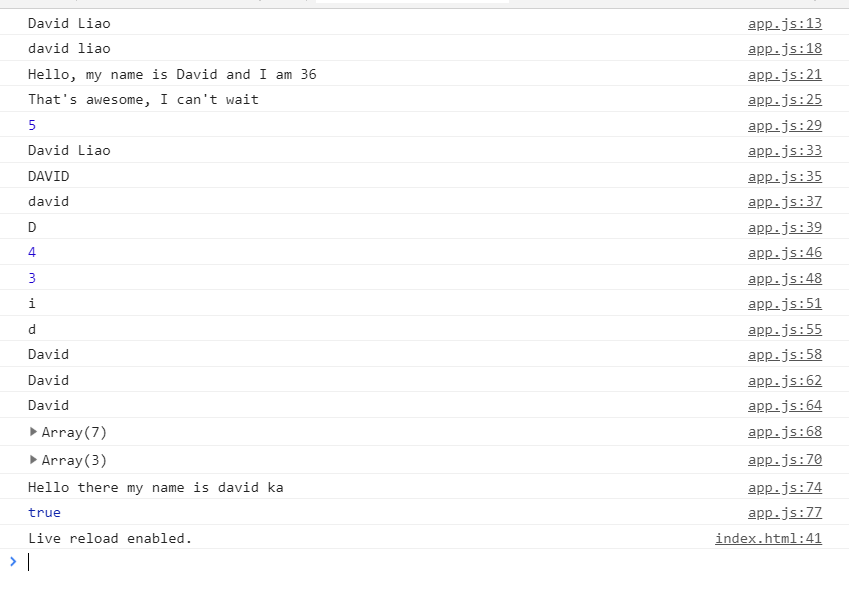 David Liao app.js:13
david liao app.js:18
Hello, my name is David and I am 36 app.js:21
That's awesome, I can't wait app.js:25
5 app.js:29
David Liao app.js:33
DAVID app.js:35
david app.js:37
D app.js:39
4 app.js:46
3 app.js:48
i app.js:51
d app.js:55
David app.js:58
David app.js:62
David app.js:64
Array(7) app.js:68
Array(3) app.js:70
Hello there my name is david ka app.js:74
true app.js:77
Live reload enabled. index.html:41